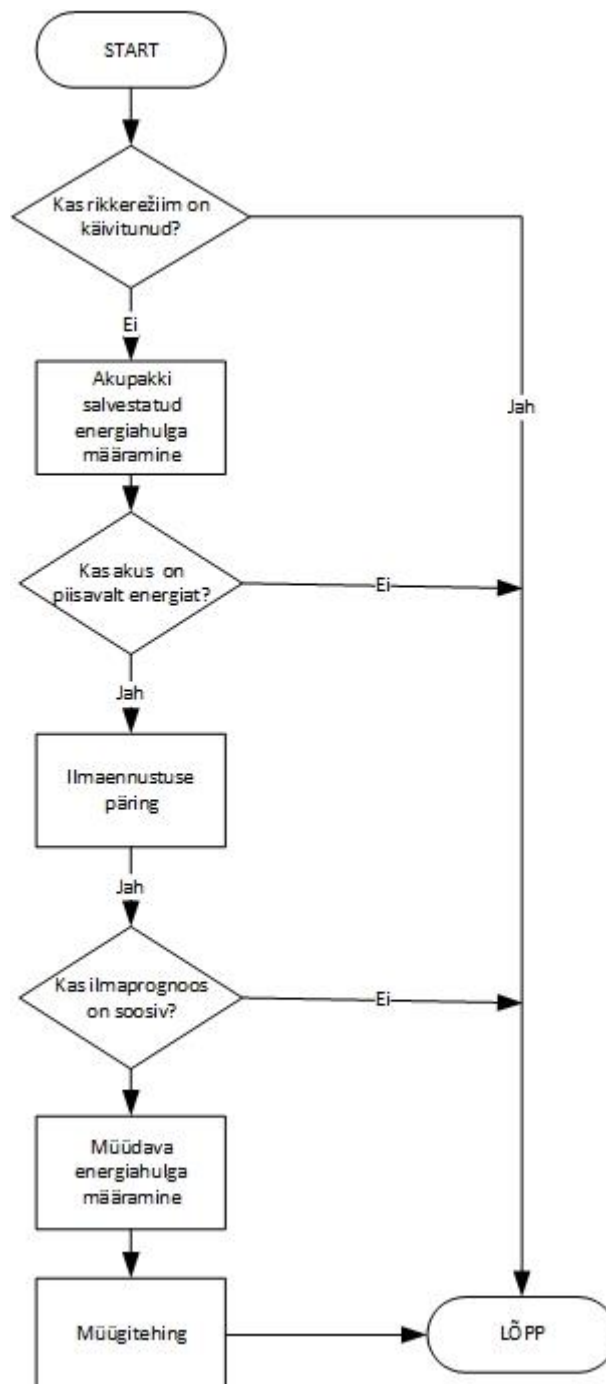 START
Kas rikkerežiim on
käivitunud?
Ei
Jah
Akupakki
salvestatud
energiahulga
määramine
Kas akus on
piisavalt energiat?
Ei
Jah
Ilmaennustuse
päring
Jah
Kas ilmaprognoos
on soosiv?
Ei
Müüdava
energiahulga
määramine
Müügitehing
LÕPP